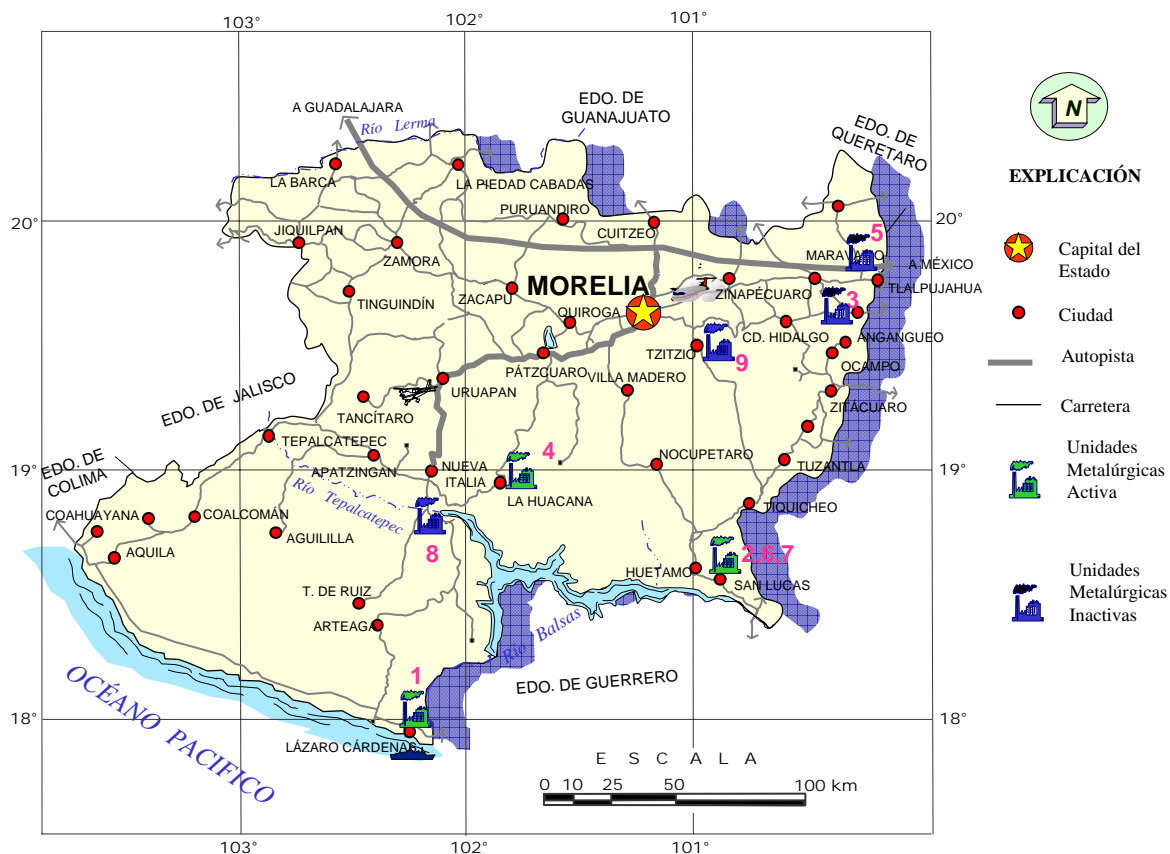 103°
102°
101°
A GUADALAJARA
Río Lerma
EDO. DE
GUANAJUATO
EDO. DE
QUERETARO
N
EXPLICACIÓN
LA BARCA
LA PIEDAD CABADAS
PURUANDIRO
20°
20°
JIQUILPAN
CUITZEO
5
Capital del
Estado
ZAMORA
MARAVATIO
A MÉXICO
TLALPUJAHUA
TINGUINDÍN
ZACAPU
MORELIA
ZINAPÉCUARO
3
Ciudad
QUIROGA
CD. HIDALGO
ANGANGUEO
TZITZIO
9
OCAMPO
Autopista
PÁTZCUARO
VILLA MADERO
URUAPAN
EDO. DE JALISCO
TANCÍTARO
ZITÁCUARO
Carretera
TEPALCATEPEC
4
EDO. DE
COLIMA
19°
19°
APATZINGAN
NUEVA
ITALIA
NOCUPETARO
TUZANTLA
Unidades
Metalúrgicas
Activa
Río Tepalcatepec
LA HUACANA
COAHUAYANA
COALCOMÁN
TIQUICHEO
AQUILA
AGUILILLA
8
2,6,7
HUETAMO
SAN LUCAS
Unidades
Metalúrgicas
Inactivas
T. DE RUIZ
ARTEAGA
Río Balsas
1
EDO. DE GUERRERO
OCÉANO PACIFICO
18°
18°
LÁZARO CÁRDENAS
E S C A L A
0 10 25 50 100 km
103°
102°
101°